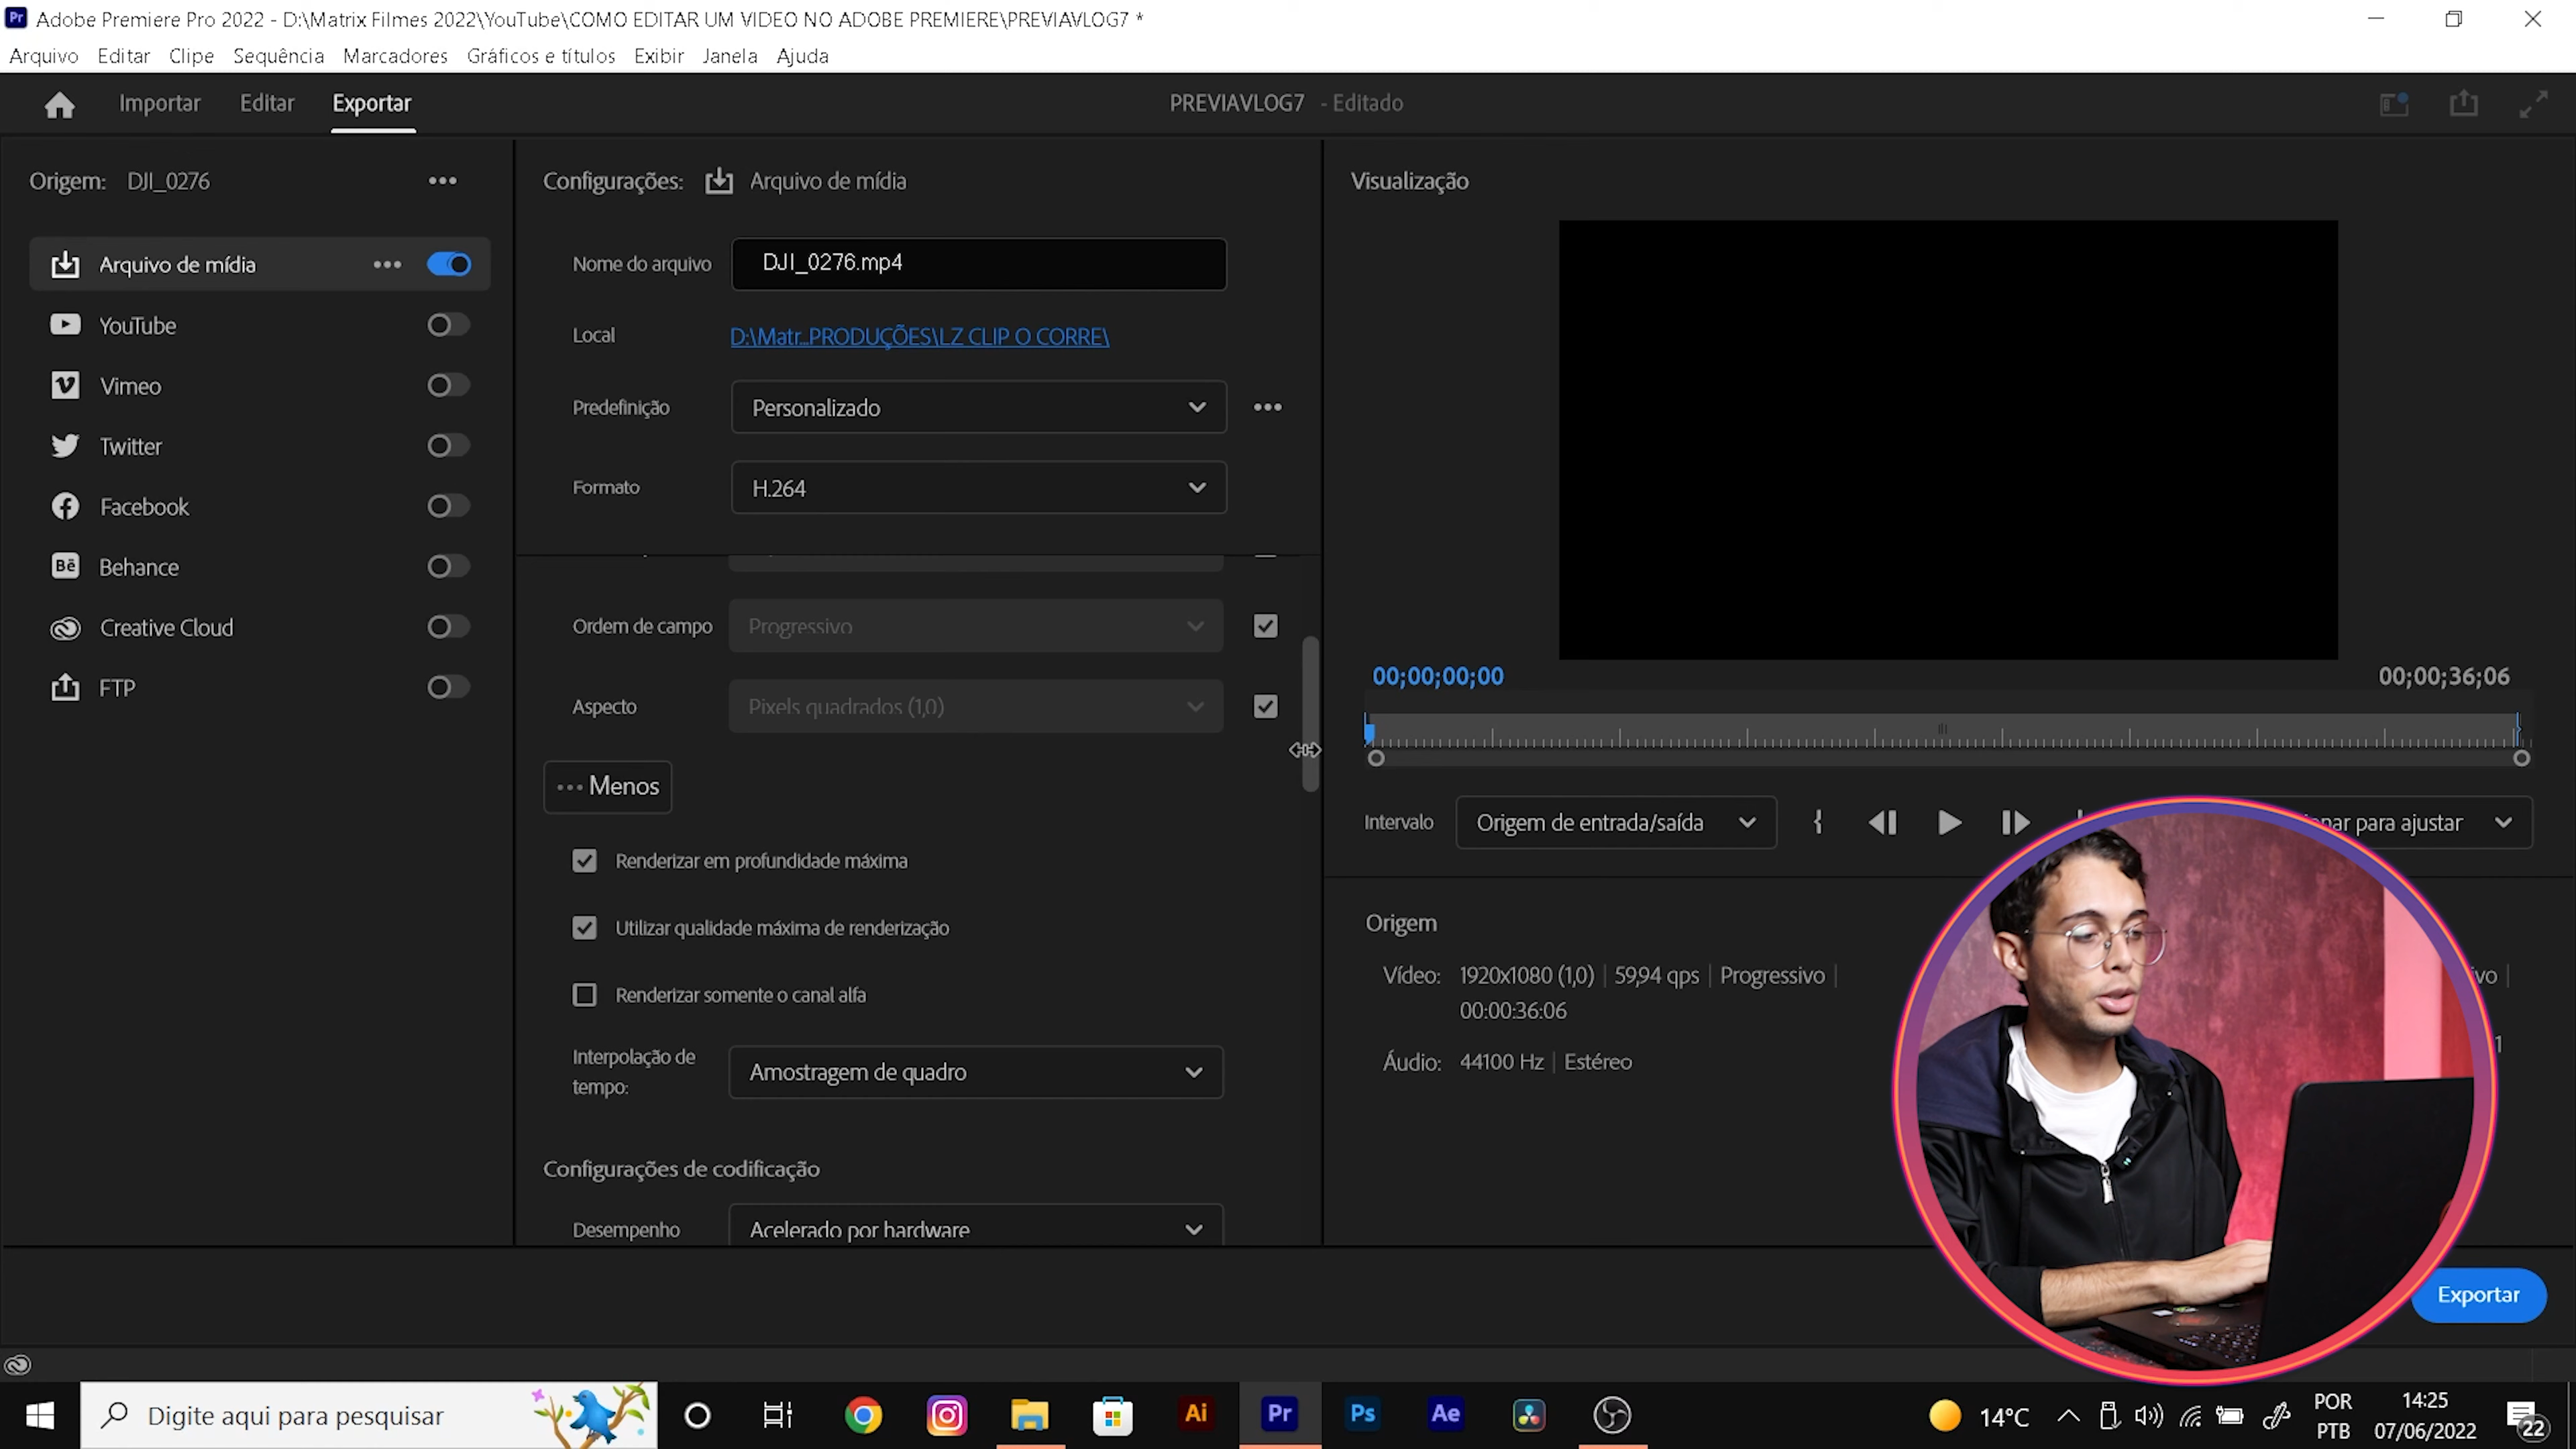 Adobe Premiere Pro 2022 - D:\Matrix Filmes 2022\YouTube\COMO EDITAR UM VIDEO NO ADOBE PREMIERE\PREVIAVLOG7 *
Arquivo Editar Clipe Sequência Marcadores Gráficos e títulos Exibir Janela Ajuda
Importar Editar Exportar PREVIAVLOG7 - Editado
Origem: DJI_0276
Arquivo de mídia
YouTube
Vimeo
Twitter
Facebook
Behance
Creative Cloud
FTP
Configurações: Arquivo de mídia
Nome do arquivo DJI_0276.mp4
Local D:\Matr...PRODUÇÕES\LZ CLIP O CORRE\
Predefinição Personalizado
Formato H.264
Ordem de campo Progressivo
Aspecto Pixels quadrados (1,0)
Menos
Renderizar em profundidade máxima
Utilizar qualidade máxima de renderização
Renderizar somente o canal alfa
Interpolação de
tempo:
Amostragem de quadro
Configurações de codificação
Desempenho Acelerado por hardware
Visualização
00;00;00;00 00;00;36;06
Intervalo Origem de entrada/saída para ajustar
Origem
Vídeo: 1920x1080 (1,0) | 59,94 qps | Progressivo |
00:00:36:06
Áudio: 44100 Hz | Estéreo
Exportar
Digite aqui para pesquisar
Ai Pr Ps Ae
14°C
POR
PTB
14:25
07/06/2022
22